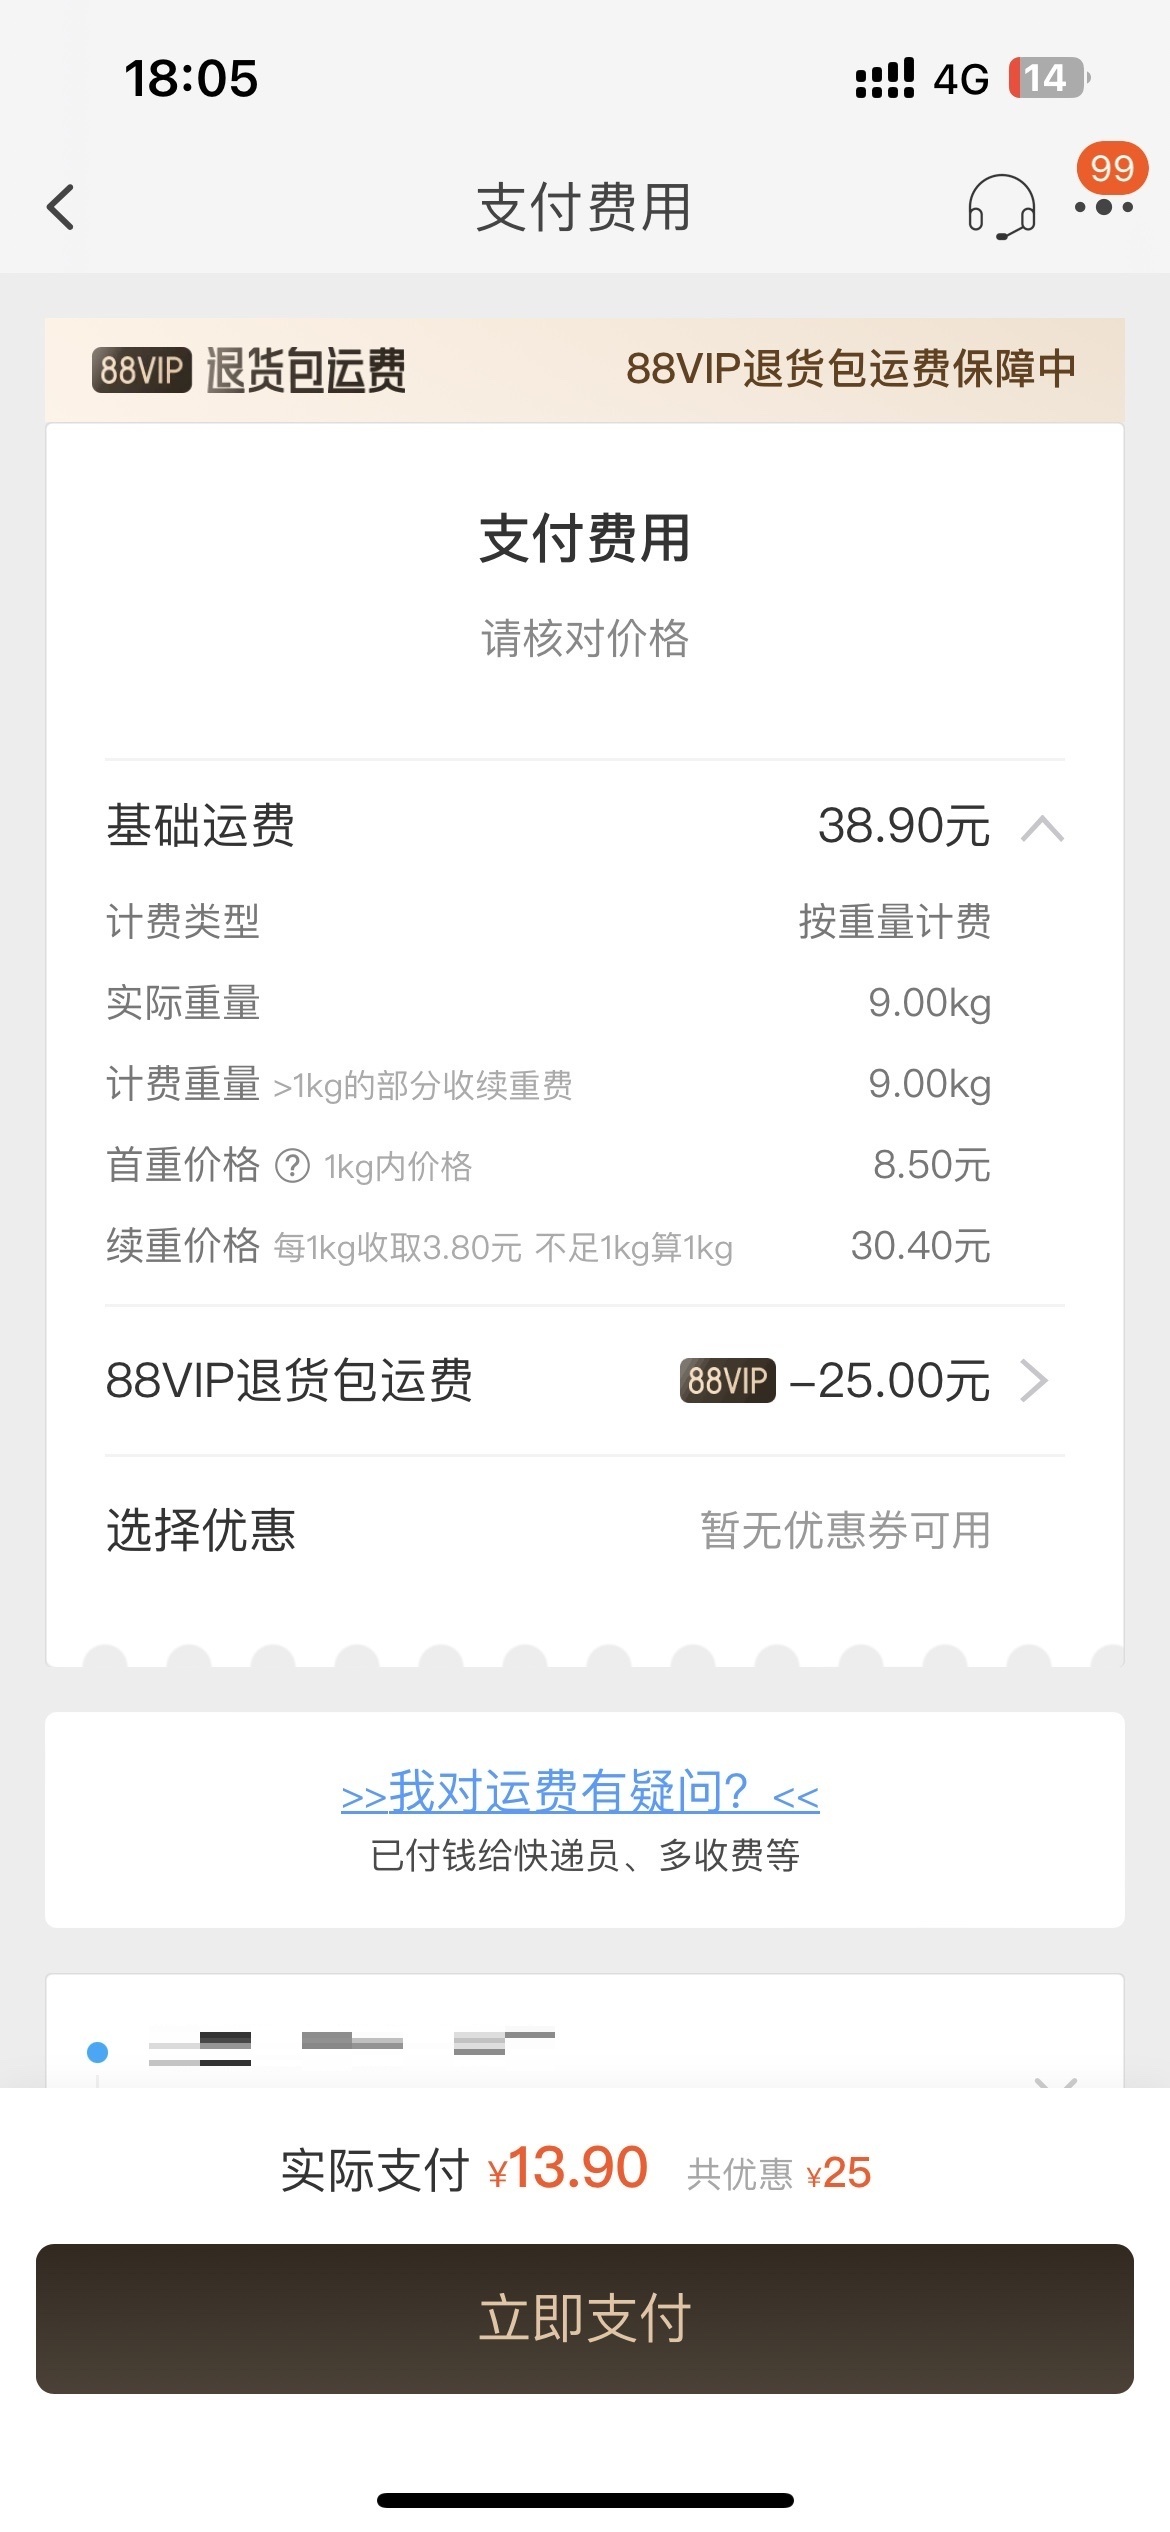 18:05 4G 14
支付费用 99
88VIP 退货包运费 88VIP退货包运费保障中
支付费用
请核对价格
基础运费 38.90元
计费类型 按重量计费
实际重量 9.00kg
计费重量 >1kg的部分收续重费 9.00kg
首重价格 ? 1kg内价格 8.50元
续重价格 每1kg收取3.80元 不足1kg算1kg 30.40元
88VIP退货包运费 88VIP -25.00元
选择优惠 暂无优惠券可用
>>我对运费有疑问? <<
已付钱给快递员、多收费等
实际支付 ¥13.90 共优惠 ¥25
立即支付